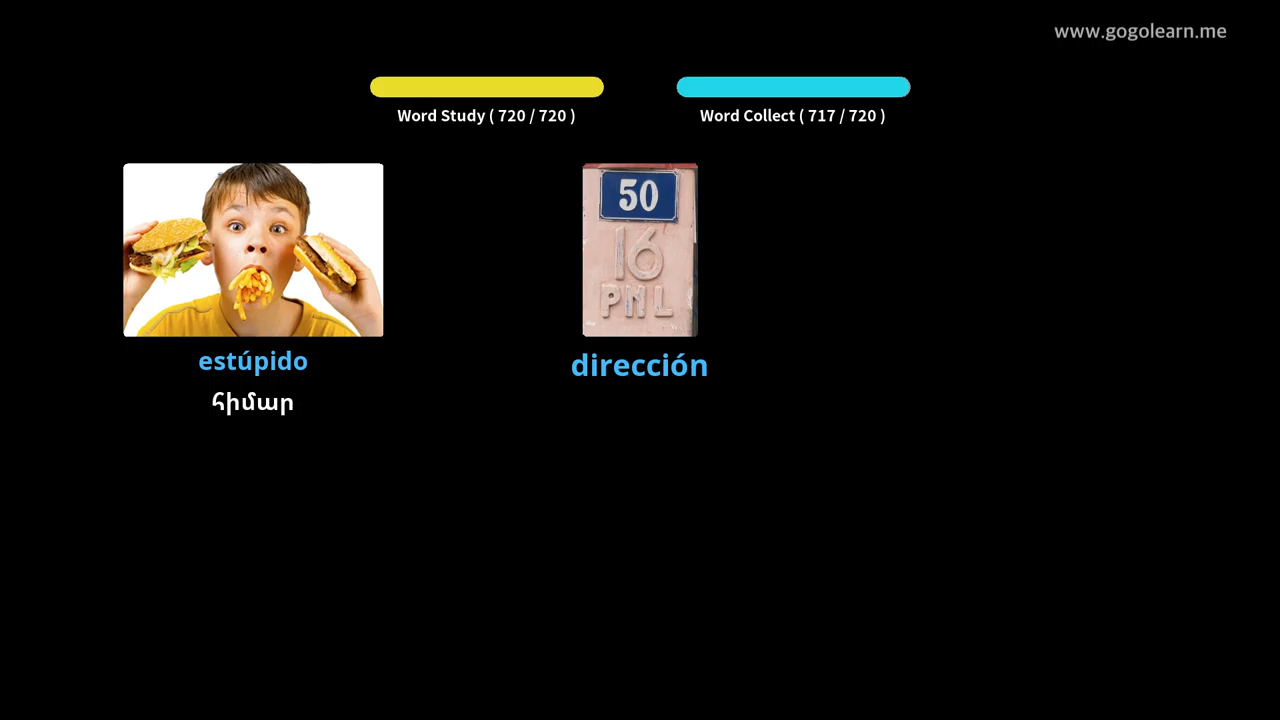 www.gogolearn.me
Word Study ( 720 / 720 )
Word Collect ( 717 / 720 )
50
16
PNL
estúpido
dirección
հիմար